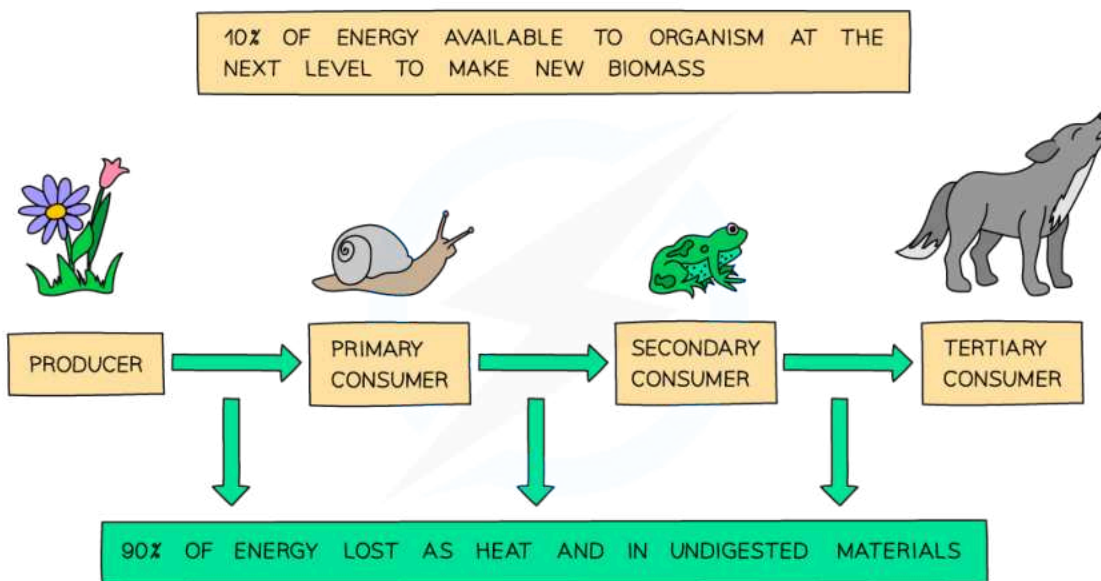 10% OF ENERGY AVAILABLE TO ORGANISM AT THE
NEXT LEVEL TO MAKE NEW BIOMASS
PRODUCER
PRIMARY
CONSUMER
SECONDARY
CONSUMER
TERTIARY
CONSUMER
90% OF ENERGY LOST AS HEAT AND IN UNDIGESTED MATERIALS